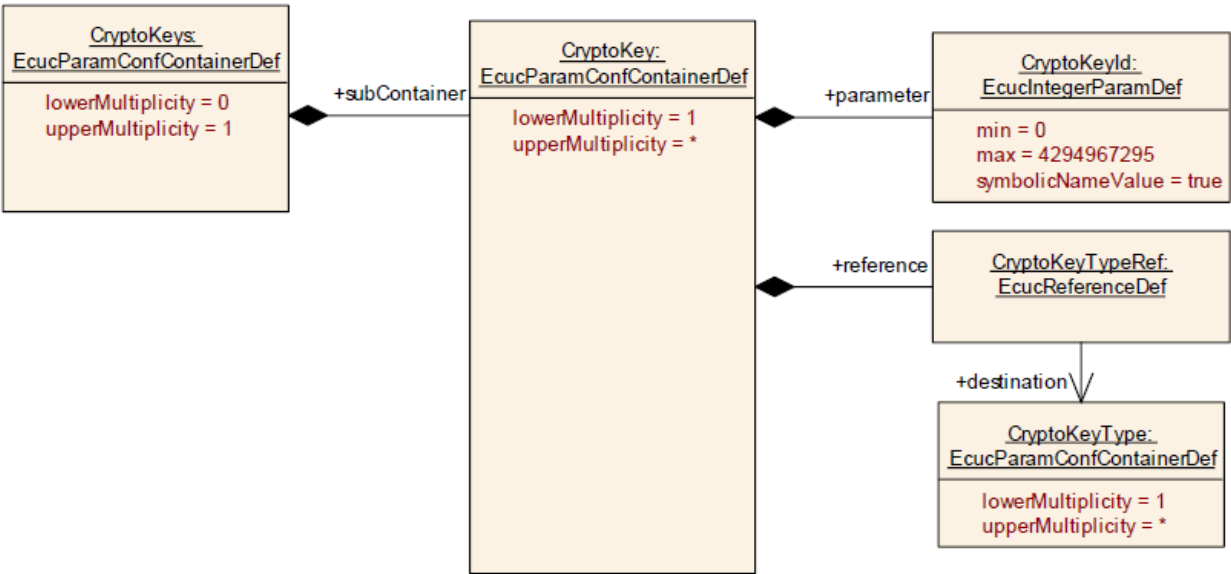 CryptoKeys:
EcucParamConfContainerDef
lowerMultiplicity = 0
upperMultiplicity = 1
+subContainer
CryptoKey:
EcucParamConfContainerDef
lowerMultiplicity = 1
upperMultiplicity = *
+parameter
CryptoKeyId:
EcucIntegerParamDef
min = 0
max = 4294967295
symbolicNameValue = true
+reference
CryptoKeyTypeRef:
EcucReferenceDef
+destination
CryptoKeyType:
EcucParamConfContainerDef
lowerMultiplicity = 1
upperMultiplicity = *